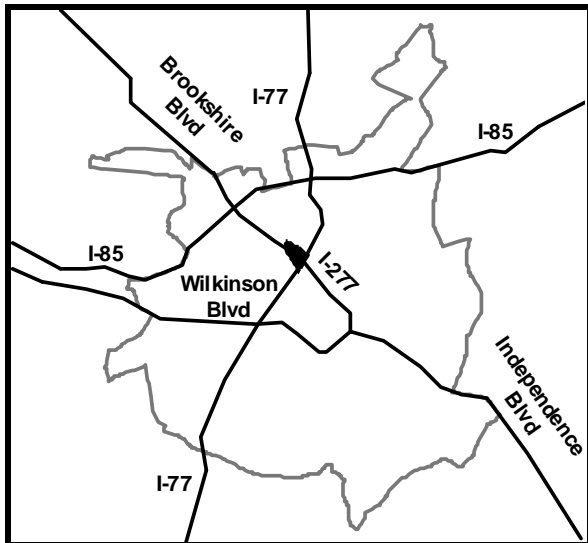 Brookshire
Blvd
I-77
I-85
I-85
I-277
Wilkinson
Blvd
Independence
Blvd
I-77